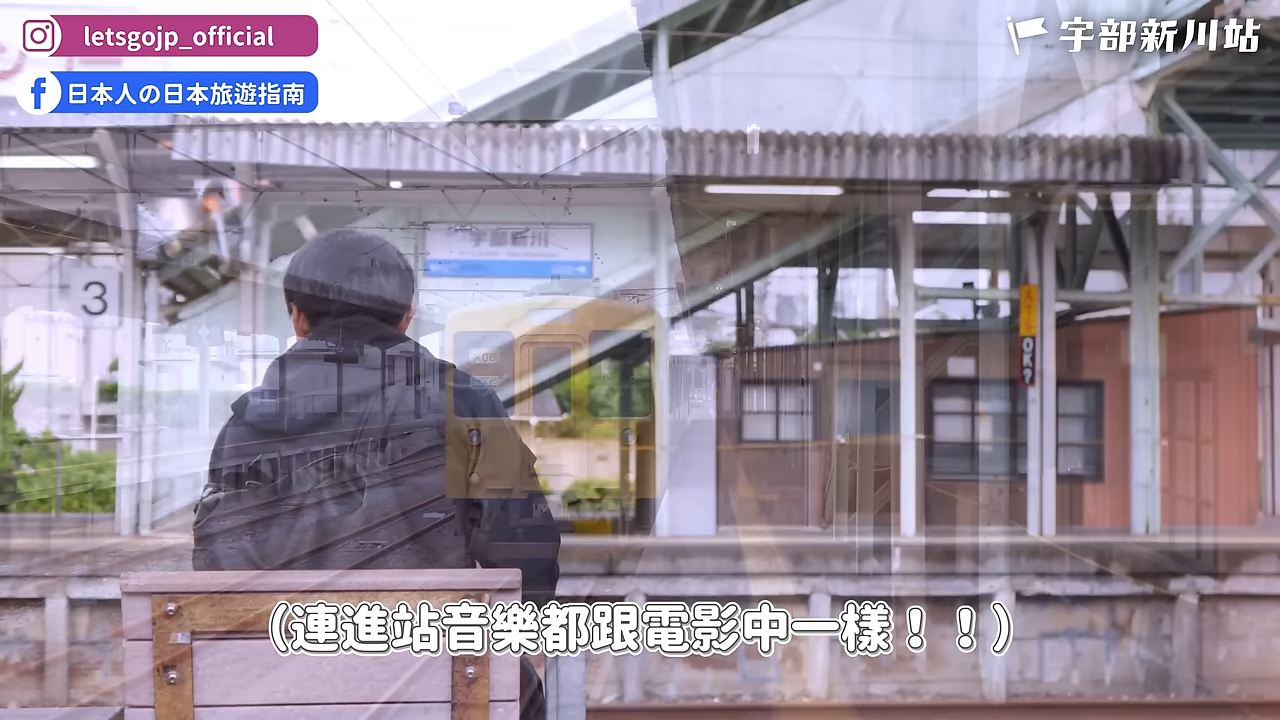 letsgojp_official
日本人の日本旅遊指南
宇部新川站
宇部新川
3
OK?
（連進站音樂都跟電影中一樣！！）